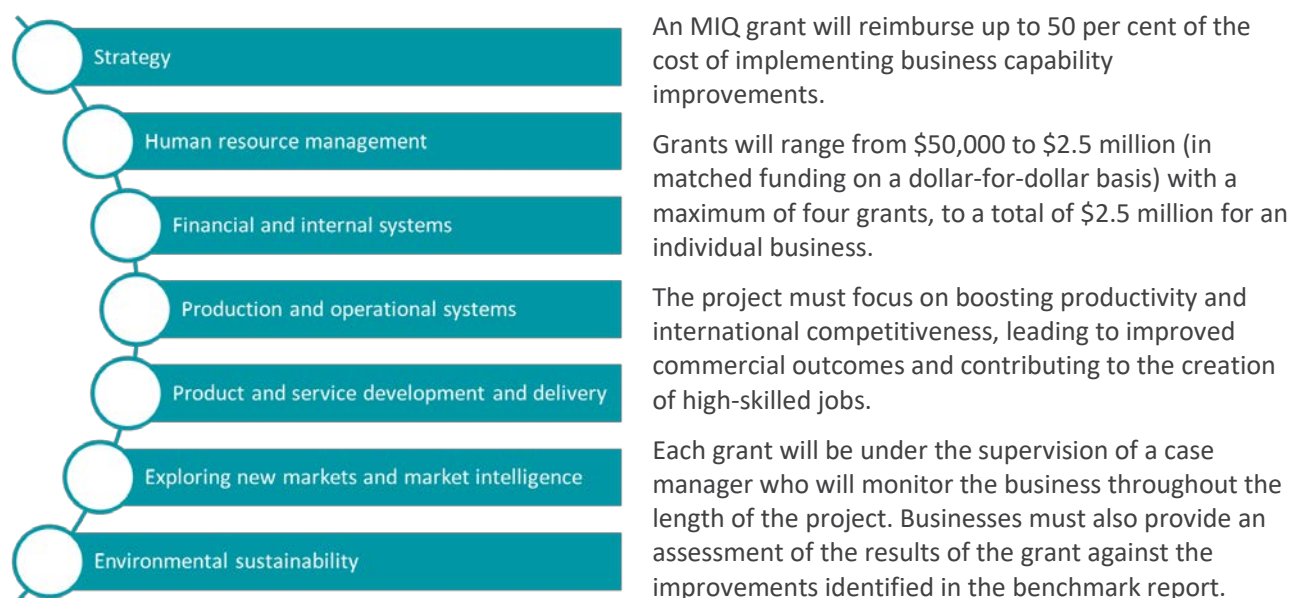 Strategy
Human resource management
Financial and internal systems
Production and operational systems
Product and service development and delivery
Exploring new markets and market intelligence
Environmental sustainability
An MIQ grant will reimburse up to 50 per cent of the
cost of implementing business capability
improvements.
Grants will range from $50,000 to $2.5 million (in
matched funding on a dollar-for-dollar basis) with a
maximum of four grants, to a total of $2.5 million for an
individual business.
The project must focus on boosting productivity and
international competitiveness, leading to improved
commercial outcomes and contributing to the creation
of high-skilled jobs.
Each grant will be under the supervision of a case
manager who will monitor the business throughout the
length of the project. Businesses must also provide an
assessment of the results of the grant against the
improvements identified in the benchmark report.